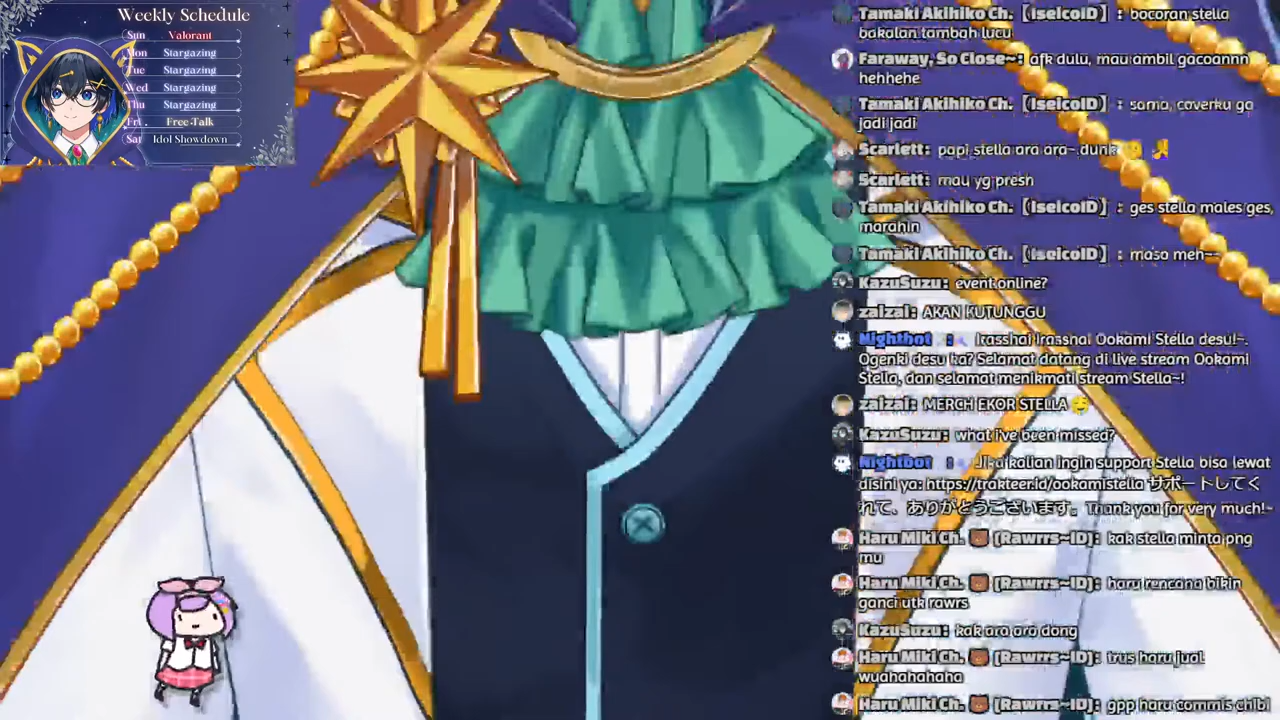 Weekly Schedule
Sun Valorant
Mon Stargazing
Tue Stargazing
Wed Stargazing
Thu Stargazing
Fri Free Talk
Sat Idol Showdown
Tamaki Akihiko Ch.【IseicoID】: bocoran stella
bakalan tambah lucu
Faraway, So Close~: afk dulu, mau ambil gacoannn
hehhehe
Tamaki Akihiko Ch.【IseicoID】: sama, coverku ga
jadi jadi
Scarlett: papi stella ara ara~ dunk
Scarlett: mau yg presh
Tamaki Akihiko Ch.【IseicoID】: ges stella males ges,
marahin
Tamaki Akihiko Ch.【IseicoID】: masa meh~
KazuSuzu: event online?
zaizai: AKAN KUTUNGGU
Nightbot: Irasshai Irasshai Ookami Stella desu!~.
Ogenki desu ka? Selamat datang di live stream Ookami
Stella, dan selamat menikmati stream Stella~!
zaizai: MERCH EKOR STELLA
KazuSuzu: what i've been missed?
Nightbot: Jika kalian ingin support Stella bisa lewat
disini ya: https://trakteer.id/ookamistella サポートしてく
れて、ありがとうございます。Thank you for very much!~
Haru Miki Ch. 🐻 (Rawrrs~ID): kak stella minta png
mu
Haru Miki Ch. 🐻 (Rawrrs~ID): haru rencana bikin
ganci utk rawrs
KazuSuzu: kak ara ara dong
Haru Miki Ch. 🐻 (Rawrrs~ID): trus haru jual
wuahahahaha
Haru Miki Ch. 🐻 (Rawrrs~ID): gpp haru commis chibi